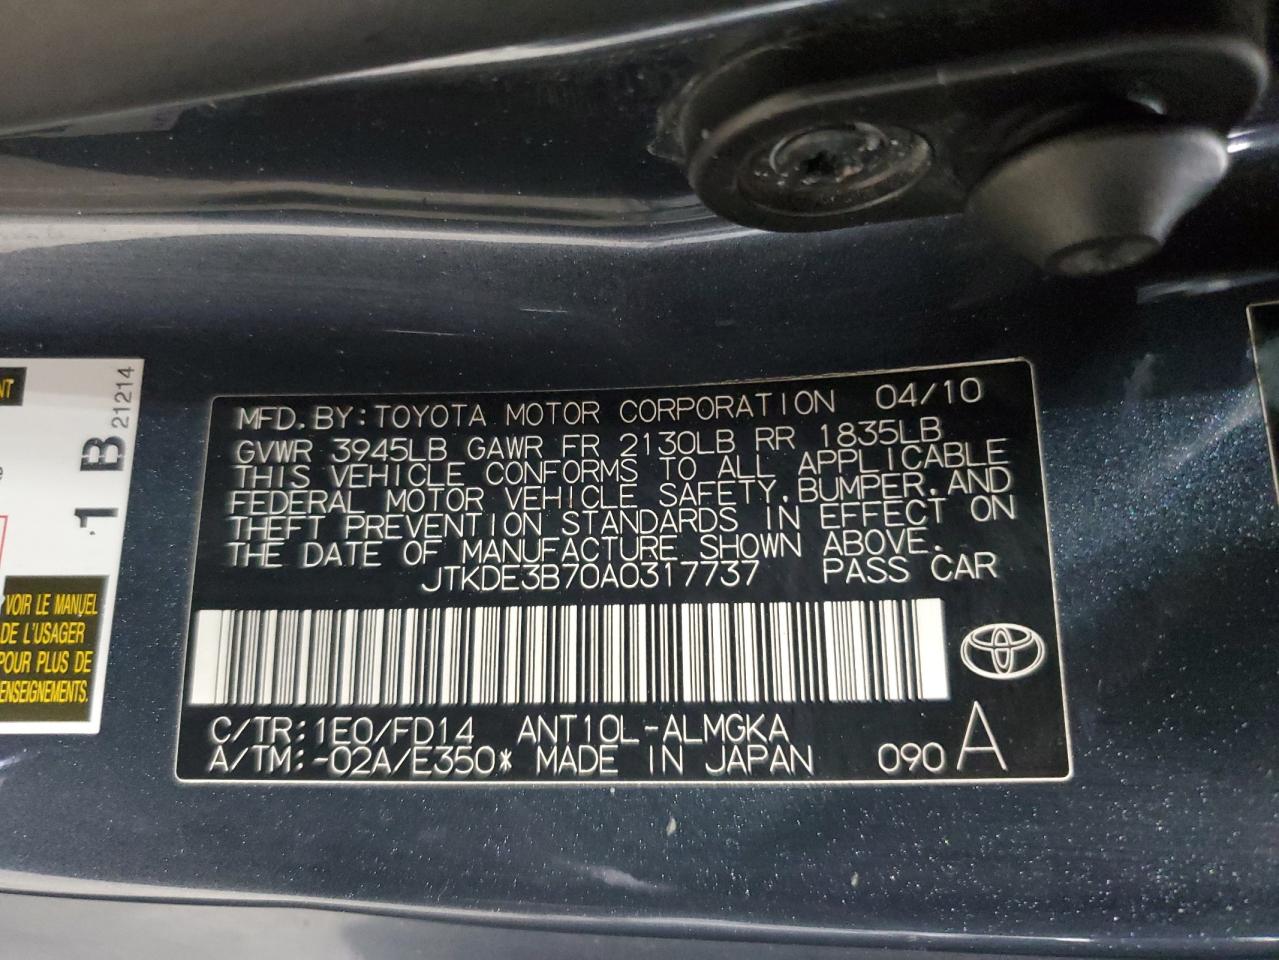 MFD.BY:TOYOTA MOTOR CORPORATION 04/10
GVWR 3945LB GAWR FR 2130LB RR 1835LB
THIS VEHICLE CONFORMS TO ALL APPLICABLE
FEDERAL MOTOR VEHICLE SAFETY,BUMPER,AND
THEFT PREVENTION STANDARDS IN EFFECT ON
THE DATE OF MANUFACTURE SHOWN ABOVE.
JTKDE3B70A0317737 PASS CAR
C/TR:1E0/FD14 ANT10L-ALMGKA
A/TM:-02A/E350* MADE IN JAPAN 090 A
21214
1 B
VOIR LE MANUEL
DE L'USAGER
POUR PLUS DE